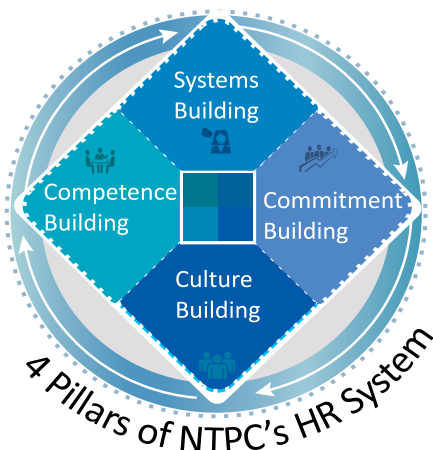 Systems
Building
Competence
Building
Commitment
Building
Culture
Building
4 Pillars of NTPC's HR System